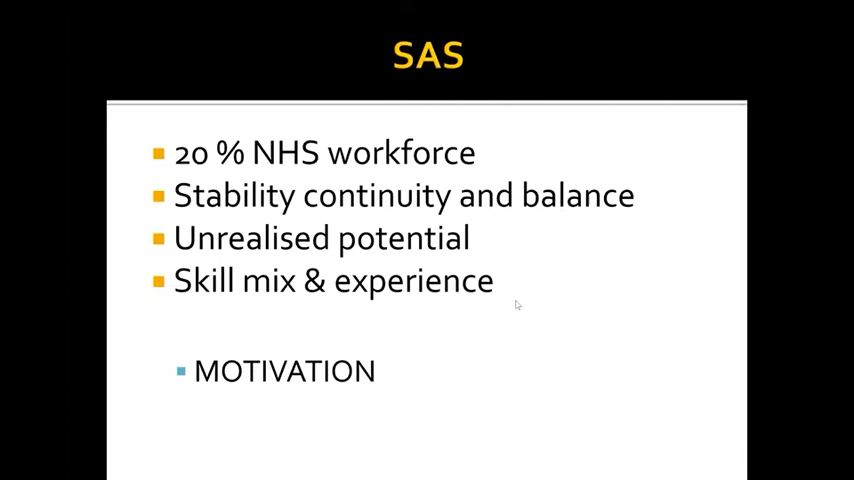 SAS
20 % NHS workforce
Stability continuity and balance
Unrealised potential
Skill mix & experience
MOTIVATION